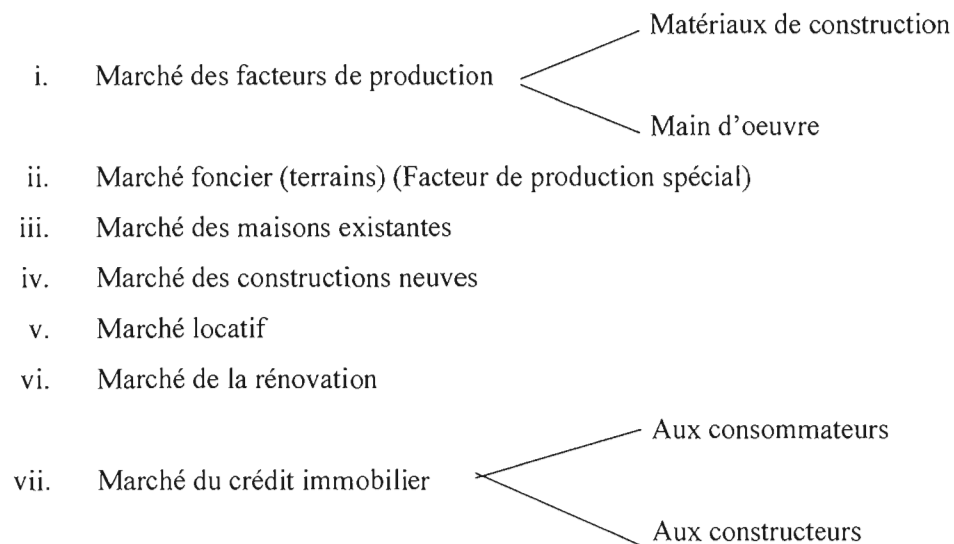 Matériaux de construction
i. Marché des facteurs de production
Main d'oeuvre
ii. Marché foncier (terrains) (Facteur de production spécial)
iii. Marché des maisons existantes
iv. Marché des constructions neuves
v. Marché locatif
vi. Marché de la rénovation
Aux consommateurs
vii. Marché du crédit immobilier
Aux constructeurs